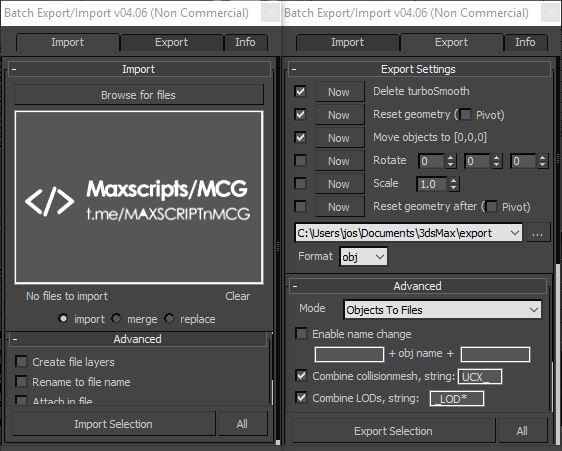 Batch Export/Import v04.06 (Non Commercial)
Import Export Info
Import
Browse for files
Maxscripts/MCG
t.me/MAXSCRIPTnMCG
No files to import Clear
import merge replace
Advanced
Create file layers
Rename to file name
Attach in file
Import Selection All
Batch Export/Import v04.06 (Non Commercial)
Import Export Info
Export Settings
Now Delete turboSmooth
Now Reset geometry ( Pivot)
Now Move objects to [0,0,0]
Now Rotate 0 0 0
Now Scale 1.0
Now Reset geometry after ( Pivot)
C:\Users\jos\Documents\3dsMax\export ...
Format obj
Advanced
Mode Objects To Files
Enable name change
+ obj name +
Combine collisionmesh, string: UCX_
Combine LODs, string: _LOD*
Export Selection All